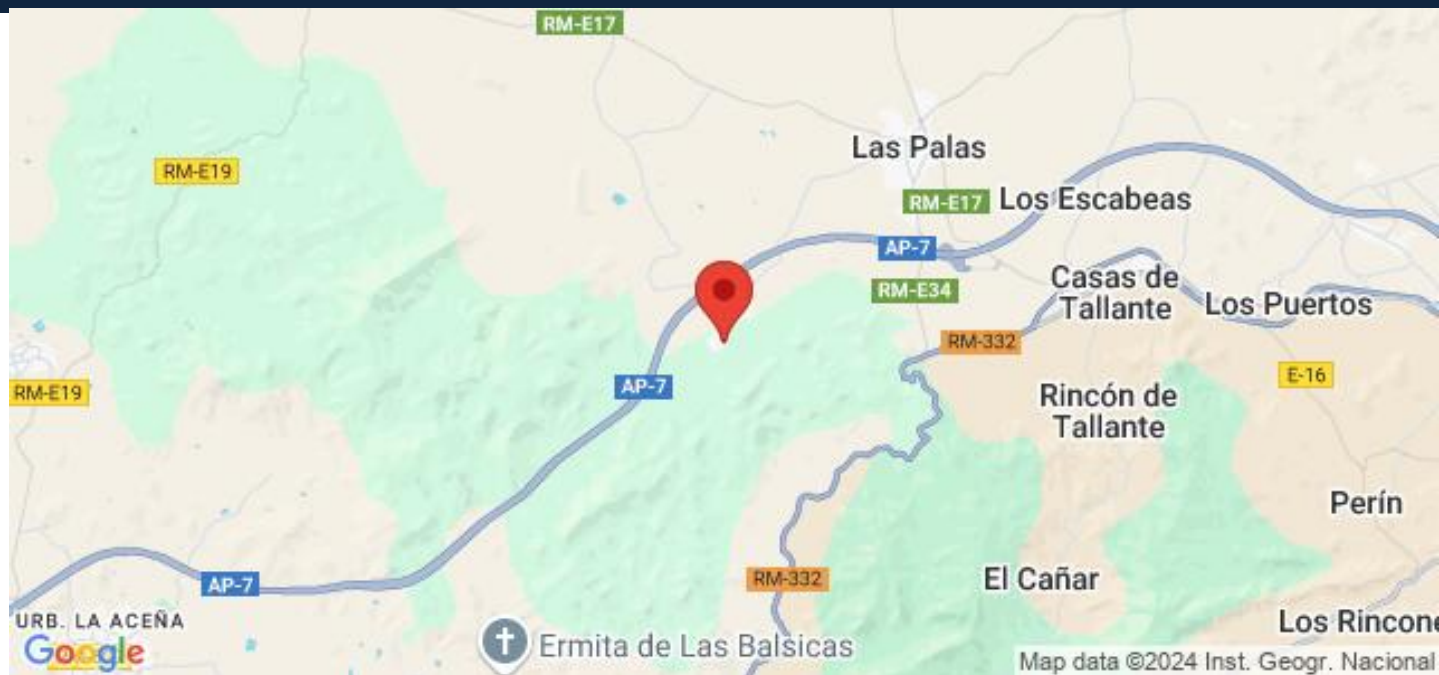 RM-E17
RM-E19
Las Palas
RM-E17
Los Escabeas
AP-7
RM-E34
Casas de
Tallante
Los Puertos
RM-332
E-16
AP-7
RM-E19
Rincón de
Tallante
Perín
AP-7
RM-332
El Cañar
URB. LA ACEÑA
Los Rincone
Ermita de Las Balsicas
Google
Map data ©2024 Inst. Geogr. Nacional